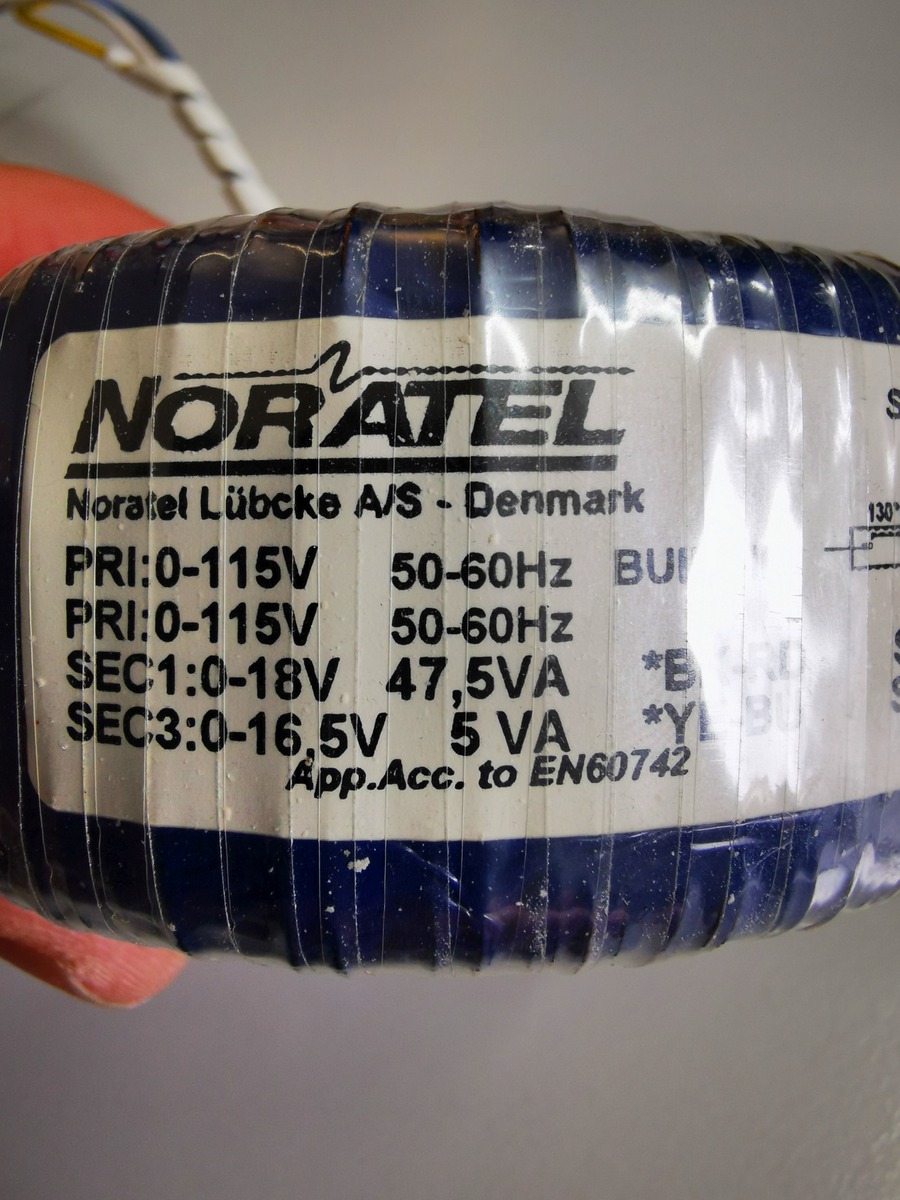 NORATEL
Noratel Lübcke A/S - Denmark
PRI:0-115V 50-60Hz
PRI:0-115V 50-60Hz
SEC1:0-18V 47,5VA
SEC3:0-16,5V 5 VA
App.Acc. to EN60742
130°